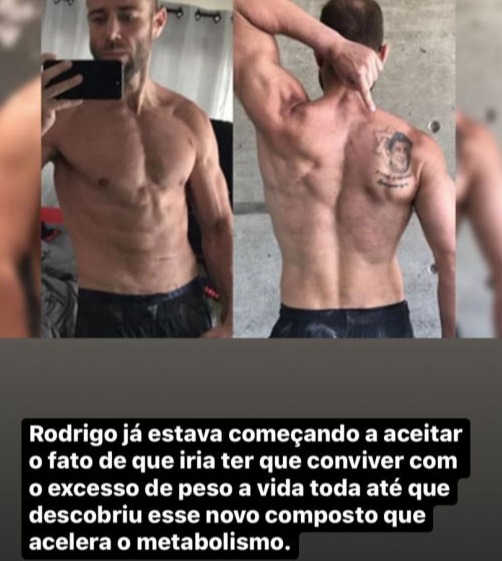 Rodrigo já estava começando a aceitar
o fato de que iria ter que conviver com
o excesso de peso a vida toda até que
descobriu esse novo composto que
acelera o metabolismo.